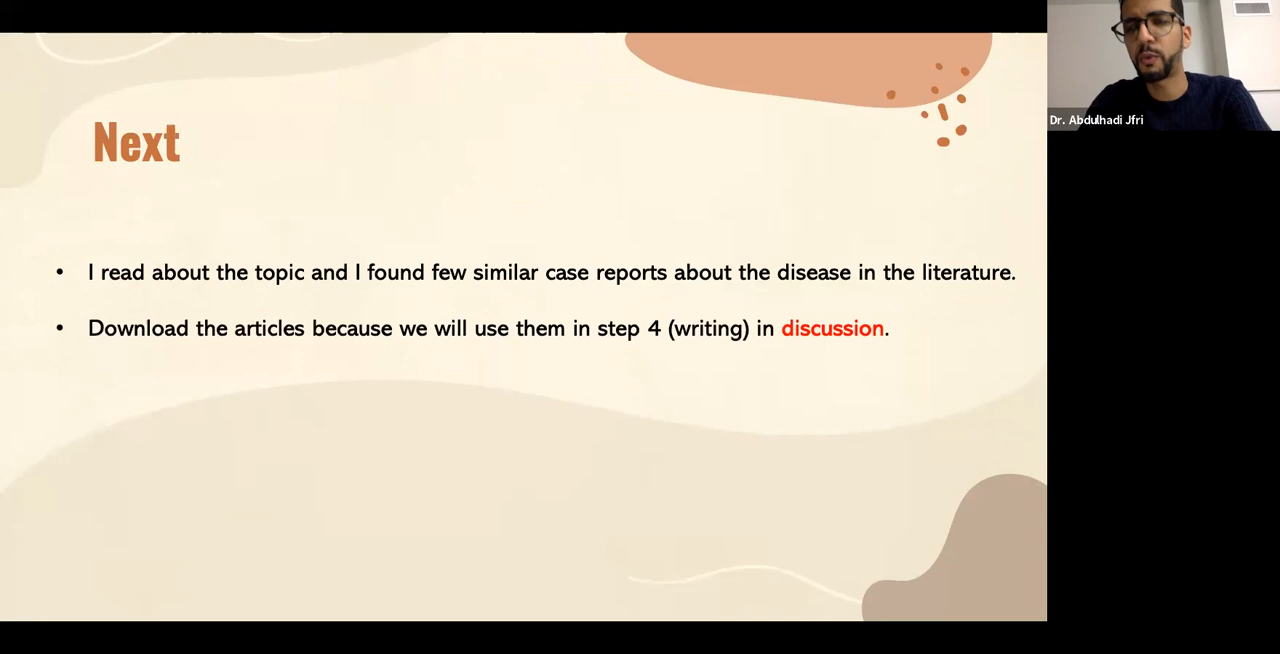 Next
• I read about the topic and I found few similar case reports about the disease in the literature.
• Download the articles because we will use them in step 4 (writing) in discussion.
Dr. Abdulhadi Jfri